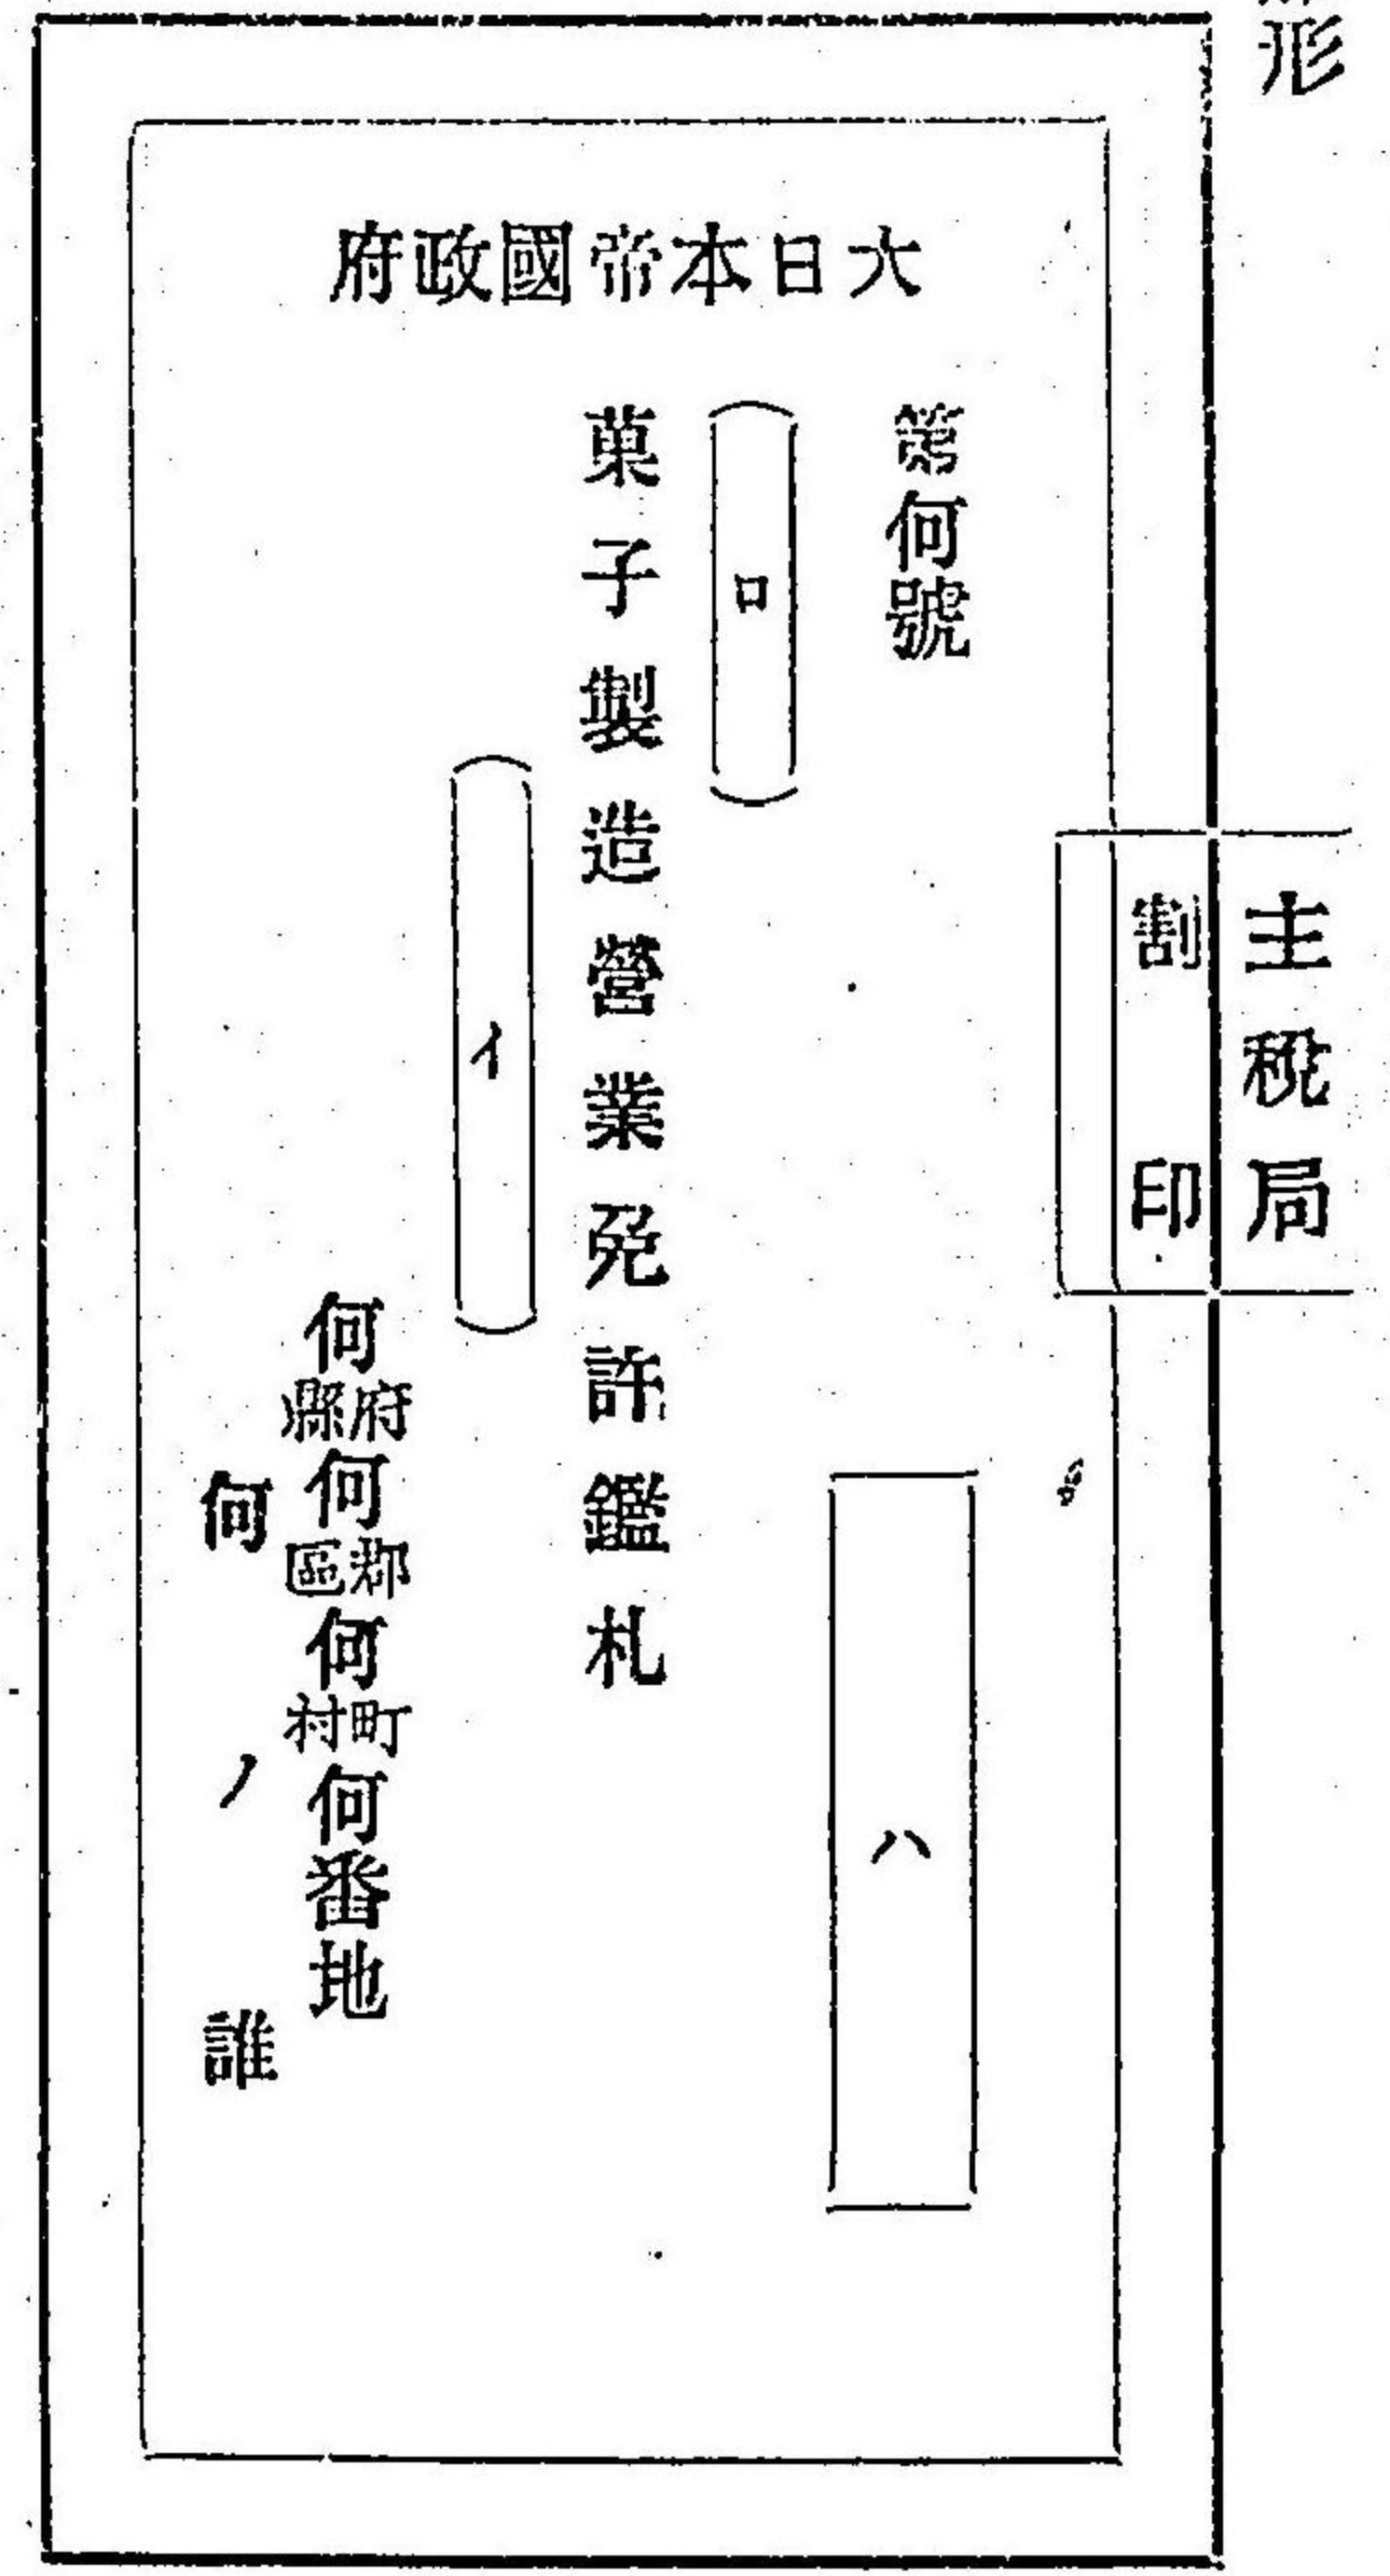 形
主税局
割印
大日本帝國政府
第何號
ロ
ハ
菓子製造營業免許鑑札
イ
何府縣何郡區何町村何番地
何ノ誰